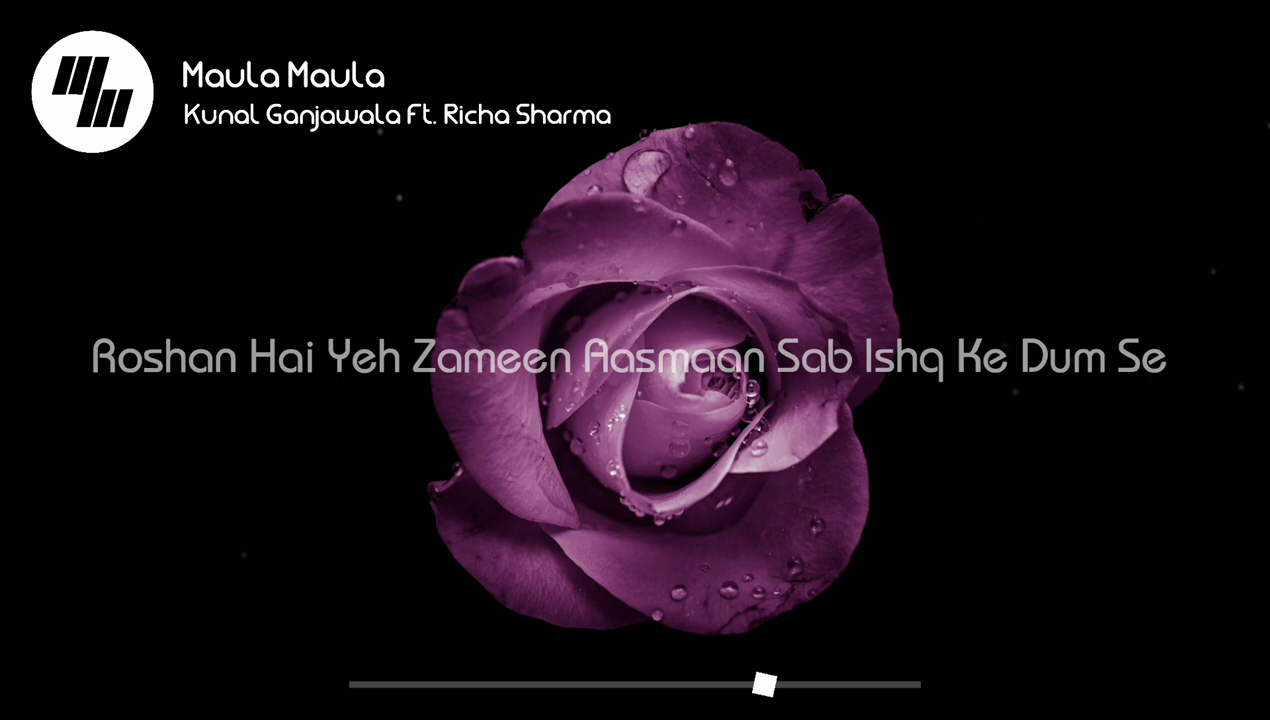 Maula Maula
Kunal Ganjawala Ft. Richa Sharma
Roshan Hai Yeh Zameen Aasmaan Sab Ishq Ke Dum Se